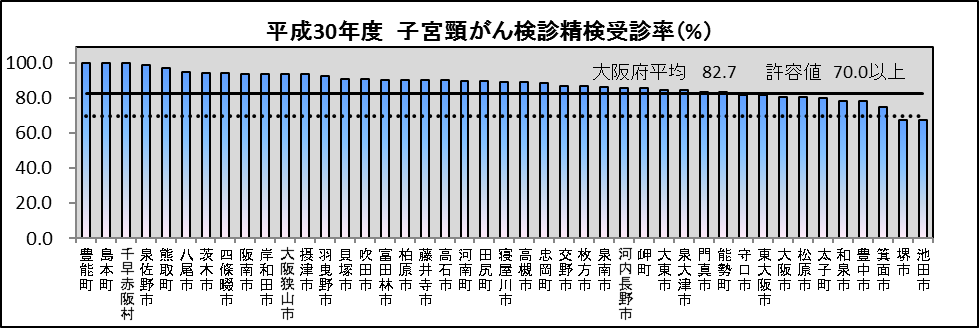 平成30年度　子宮頸がん検診精検受診率(%)
大阪府平均　82.7　許容値　70.0以上
100.0
80.0
60.0
40.0
20.0
0.0
豊能町
島本町
千早赤阪村
泉佐野市
熊取町
八尾市
茨木市
四條畷市
阪南市
岸和田市
大阪狭山市
摂津市
羽曳野市
貝塚市
吹田市
富田林市
柏原市
藤井寺市
高石市
河南町
田尻町
寝屋川市
高槻市
忠岡町
交野市
枚方市
泉南市
河内長野市
岬町
大東市
泉大津市
門真市
能勢町
守口市
東大阪市
大阪市
松原市
太子町
和泉市
豊中市
箕面市
堺市
池田市